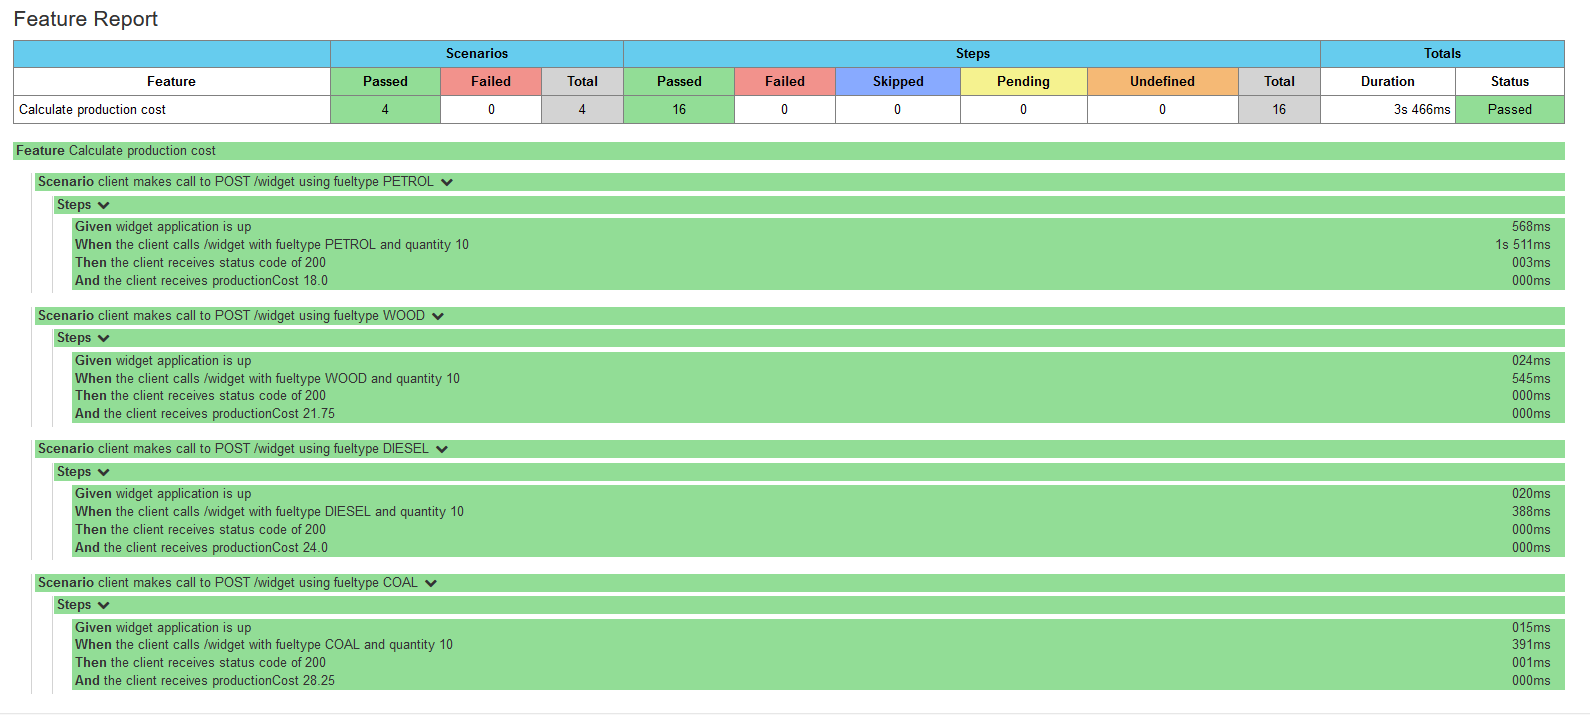 Feature Report
Scenarios Steps Totals
Feature Passed Failed Total Passed Failed Skipped Pending Undefined Total Duration Status
Calculate production cost 4 0 4 16 0 0 0 0 16 3s 466ms Passed
Feature Calculate production cost
Scenario client makes call to POST /widget using fueltype PETROL
Steps
Given widget application is up 568ms
When the client calls /widget with fueltype PETROL and quantity 10 1s 511ms
Then the client receives status code of 200 003ms
And the client receives productionCost 18.0 000ms
Scenario client makes call to POST /widget using fueltype WOOD
Steps
Given widget application is up 024ms
When the client calls /widget with fueltype WOOD and quantity 10 545ms
Then the client receives status code of 200 000ms
And the client receives productionCost 21.75 000ms
Scenario client makes call to POST /widget using fueltype DIESEL
Steps
Given widget application is up 020ms
When the client calls /widget with fueltype DIESEL and quantity 10 388ms
Then the client receives status code of 200 000ms
And the client receives productionCost 24.0 000ms
Scenario client makes call to POST /widget using fueltype COAL
Steps
Given widget application is up 015ms
When the client calls /widget with fueltype COAL and quantity 10 391ms
Then the client receives status code of 200 001ms
And the client receives productionCost 28.25 000ms